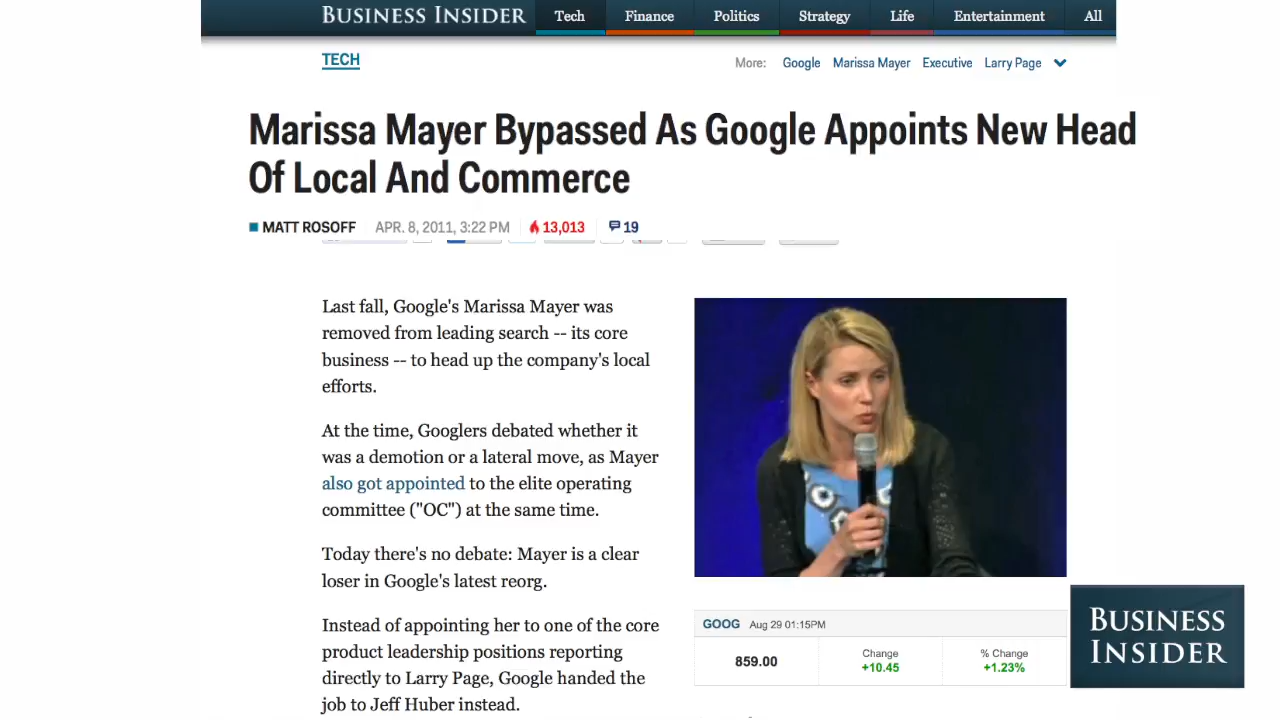 BUSINESS INSIDER Tech Finance Politics Strategy Life Entertainment All
TECH
More: Google Marissa Mayer Executive Larry Page
Marissa Mayer Bypassed As Google Appoints New Head
Of Local And Commerce
MATT ROSOFF APR. 8, 2011, 3:22 PM 13,013 19
Last fall, Google's Marissa Mayer was
removed from leading search -- its core
business -- to head up the company's local
efforts.
At the time, Googlers debated whether it
was a demotion or a lateral move, as Mayer
also got appointed to the elite operating
committee ("OC") at the same time.
Today there's no debate: Mayer is a clear
loser in Google's latest reorg.
Instead of appointing her to one of the core
product leadership positions reporting
directly to Larry Page, Google handed the
job to Jeff Huber instead.
GOOG Aug 29 01:15PM
859.00
Change
+10.45
% Change
+1.23%
BUSINESS
INSIDER